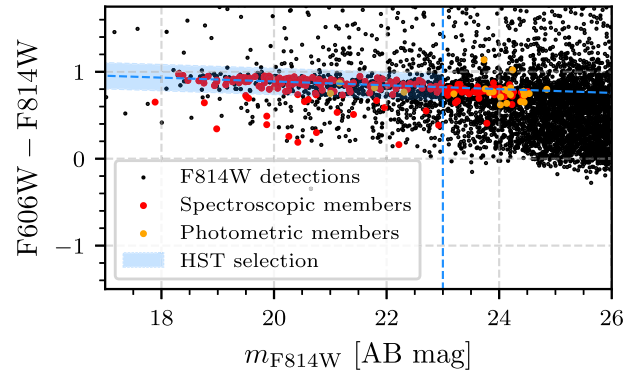 F606W − F814W
1
0
−1
F814W detections
Spectroscopic members
Photometric members
HST selection
18 20 22 24 26
m_F814W [AB mag]